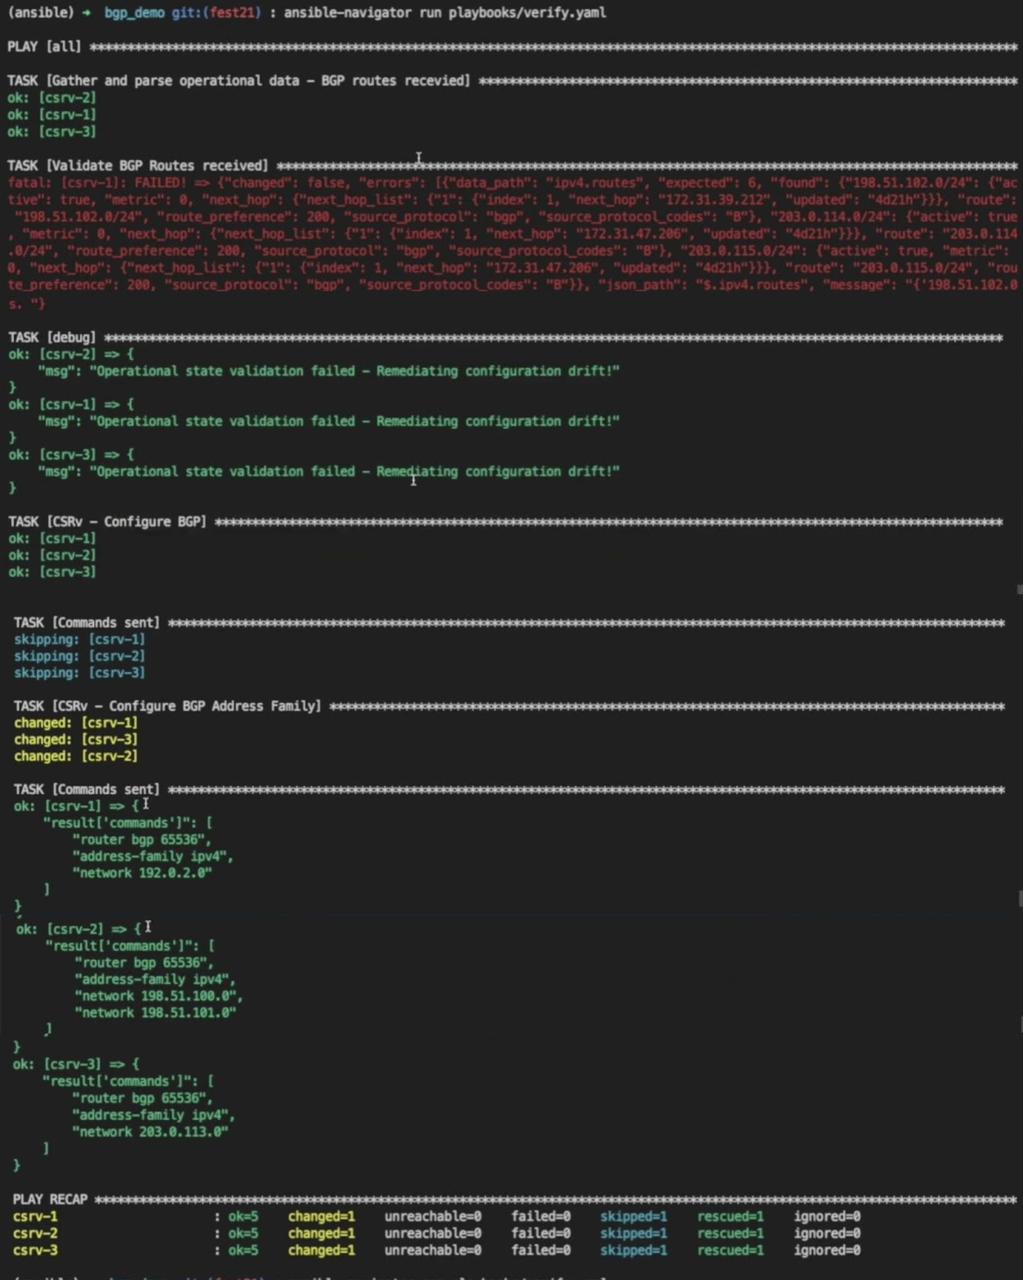 (ansible) → bgp_demo git:(fest21) : ansible-navigator run playbooks/verify.yaml
PLAY [all] ****************************************************************************************************
TASK [Gather and parse operational data – BGP routes recevied] ****************************************************************
ok: [csrv-2]
ok: [csrv-1]
ok: [csrv-3]
TASK [Validate BGP Routes received] ****************************************************************************************
fatal: [csrv-1]: FAILED! => {"changed": false, "errors": [{"data_path": "ipv4.routes", "expected": 6, "found": {"198.51.102.0/24": {"ac
tive": true, "metric": 0, "next_hop": {"next_hop_list": {"1": {"index": 1, "next_hop": "172.31.39.212", "updated": "4d21h"}}}, "route":
"198.51.102.0/24", "route_preference": 200, "source_protocol": "bgp", "source_protocol_codes": "B"}, "203.0.114.0/24": {"active": true
, "metric": 0, "next_hop": {"next_hop_list": {"1": {"index": 1, "next_hop": "172.31.47.206", "updated": "4d21h"}}}, "route": "203.0.114
.0/24", "route_preference": 200, "source_protocol": "bgp", "source_protocol_codes": "B"}, "203.0.115.0/24": {"active": true, "metric":
0, "next_hop": {"next_hop_list": {"1": {"index": 1, "next_hop": "172.31.47.206", "updated": "4d21h"}}}, "route": "203.0.115.0/24", "rou
te_preference": 200, "source_protocol": "bgp", "source_protocol_codes": "B"}}, "json_path": "$.ipv4.routes", "message": "{'198.51.102.0
s. "}
TASK [debug] ****************************************************************************************************
ok: [csrv-2] => {
"msg": "Operational state validation failed – Remediating configuration drift!"
}
ok: [csrv-1] => {
"msg": "Operational state validation failed – Remediating configuration drift!"
}
ok: [csrv-3] => {
"msg": "Operational state validation failed – Remediating configuration drift!"
}
TASK [CSRv – Configure BGP] ****************************************************************************************
ok: [csrv-1]
ok: [csrv-2]
ok: [csrv-3]
TASK [Commands sent] ****************************************************************************************
skipping: [csrv-1]
skipping: [csrv-2]
skipping: [csrv-3]
TASK [CSRv – Configure BGP Address Family] ********************************************************************************
changed: [csrv-1]
changed: [csrv-3]
changed: [csrv-2]
TASK [Commands sent] ****************************************************************************************
ok: [csrv-1] => {
"result['commands']": [
"router bgp 65536",
"address-family ipv4",
"network 192.0.2.0"
]
}
ok: [csrv-2] => {
"result['commands']": [
"router bgp 65536",
"address-family ipv4",
"network 198.51.100.0",
"network 198.51.101.0"
]
}
ok: [csrv-3] => {
"result['commands']": [
"router bgp 65536",
"address-family ipv4",
"network 203.0.113.0"
]
}
PLAY RECAP ****************************************************************************************************
csrv-1 : ok=5 changed=1 unreachable=0 failed=0 skipped=1 rescued=1 ignored=0
csrv-2 : ok=5 changed=1 unreachable=0 failed=0 skipped=1 rescued=1 ignored=0
csrv-3 : ok=5 changed=1 unreachable=0 failed=0 skipped=1 rescued=1 ignored=0